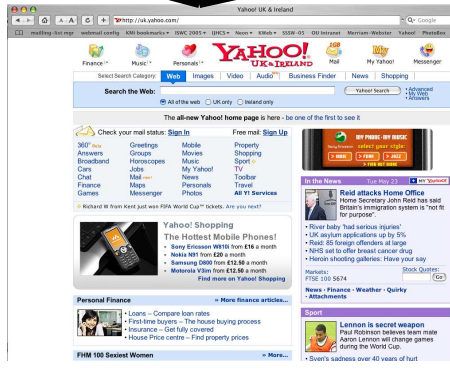 Yahoo! UK & Ireland
http://uk.yahoo.com/
Google
mailing-list mgr webmail config KMi bookmarks ISWC 2005 IJHCS Neon KWeb SSSW-05 OU Intranet Merriam-Webster Yahoo! PhotoBox
Finance Music Personals YAHOO! UK & IRELAND Mail My Yahoo! Messenger
1GB
My
Select Search Category: Web Images Video Audio Business Finder News Shopping
Search the Web: Yahoo! Search
• Advanced
• My Web
• Answers
All of the web UK only Ireland only
The all-new Yahoo! home page is here - be one of the first to see it
Check your mail status: Sign In Free mail: Sign Up
360° Beta Greetings Mobile Property
Answers Groups Movies Shopping
Broadband Horoscopes Music Sport
Cars Jobs My Yahoo! TV
Chat Mail new! News Toolbar
Finance Maps Personals Travel
Games Messenger Photos All Y! Services
Richard W from Kent just won FIFA World Cup™ tickets. Are you next?
Sony Ericsson
MY PHONE-MY MUSIC
select your style:
> INDIE > FUNK > JAZZ
Yahoo! Shopping
The Hottest Mobile Phones!
• Sony Ericsson W810i from £16 a month
• Nokia N91 from £20 a month
• Samsung D600 from £12.50 a month
• Motorola V3im from £12.50 a month
Find more on Yahoo! Shopping
In the News Tue May 23 MY YAHOO!
Reid attacks Home Office
Home Secretary John Reid has said
Britain's immigration system is "not fit
for purpose".
• River baby 'had serious injuries'
• UK asylum applications up by 5%
• Reid: 85 foreign offenders at large
• NHS set to offer breast cancer drug
• Heroin shooting galleries: Have your say
Markets: Stock Quotes:
FTSE 100 5674 Go
News · Finance · Weather · Quirky
· Attachments
Personal Finance » More finance articles...
• Loans – Compare loan rates
• First-time buyers – The house buying process
• Insurance – Get fully covered
• House Price centre – Find property prices
Sport
Lennon is secret weapon
Paul Robinson believes team mate
Aaron Lennon will change games
during the World Cup.
• Sven's sadness over 40 years of hurt
FHM 100 Sexiest Women » More...